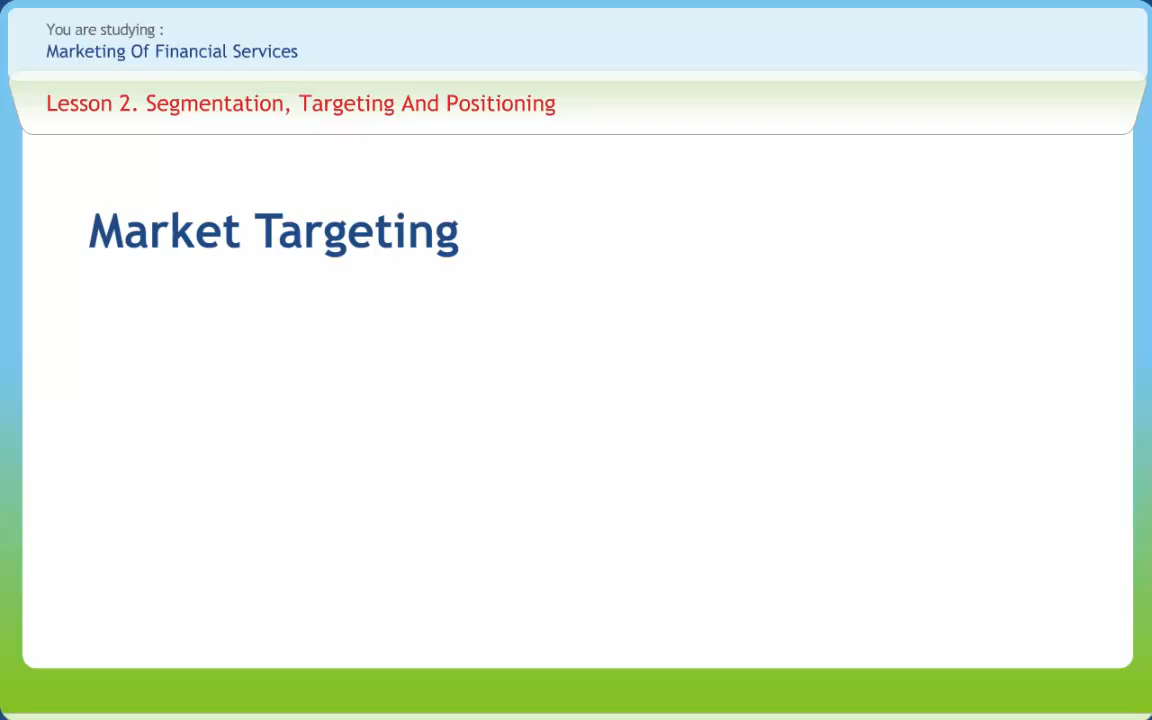 You are studying :
Marketing Of Financial Services
Lesson 2. Segmentation, Targeting And Positioning
Market Targeting